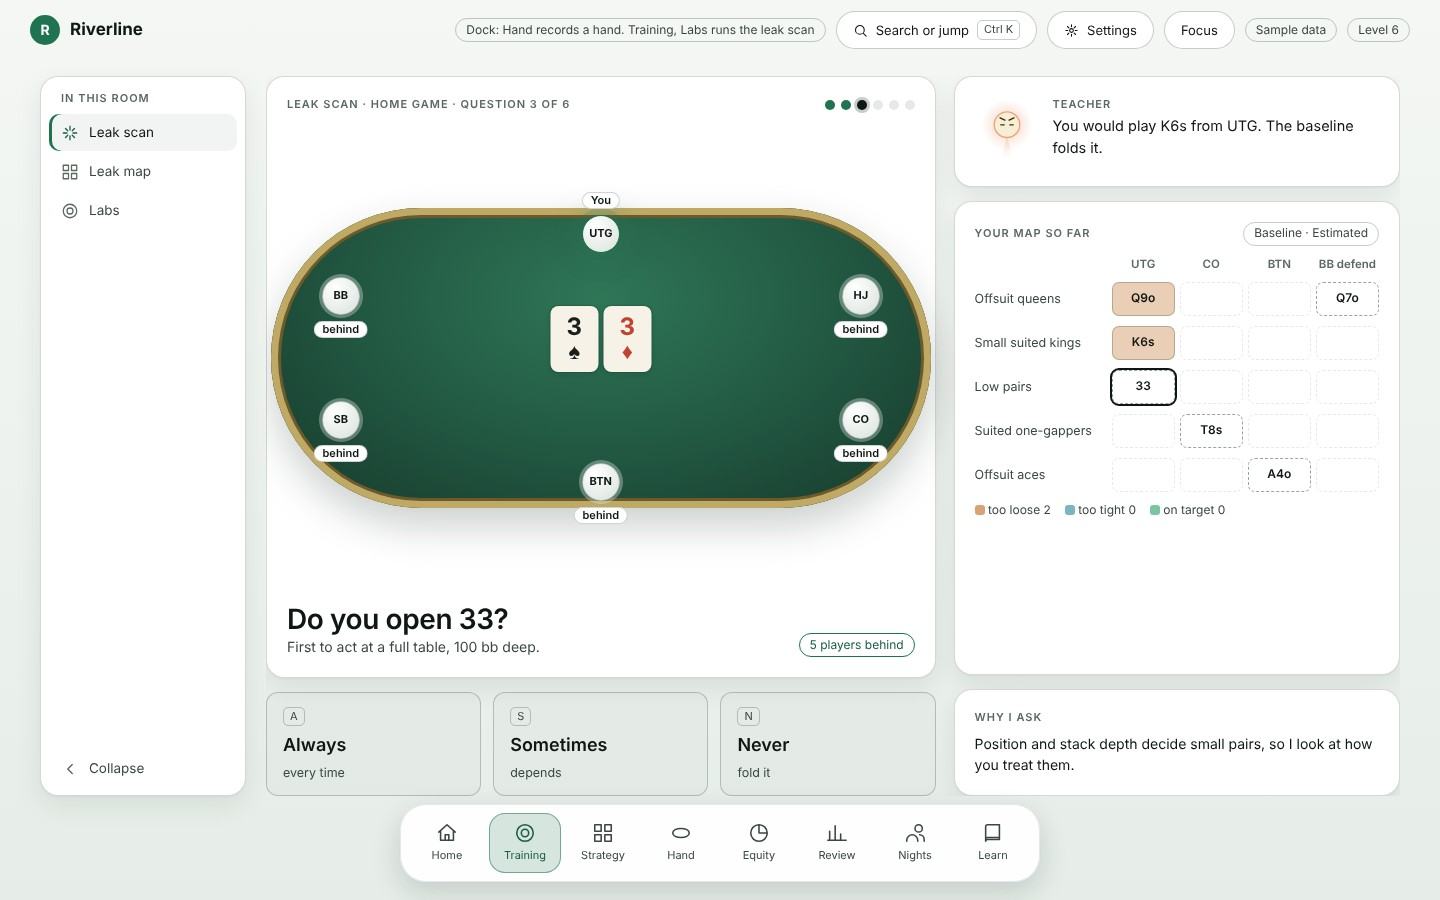 R Riverline
Dock: Hand records a hand. Training, Labs runs the leak scan
Search or jump Ctrl K
Settings
Focus
Sample data
Level 6
IN THIS ROOM
Leak scan
Leak map
Labs
Collapse
LEAK SCAN · HOME GAME · QUESTION 3 OF 6
You
UTG
BB
behind
HJ
behind
3 ♠
3 ♦
SB
behind
CO
behind
BTN
behind
Do you open 33?
First to act at a full table, 100 bb deep.
5 players behind
A
Always
every time
S
Sometimes
depends
N
Never
fold it
TEACHER
You would play K6s from UTG. The baseline
folds it.
YOUR MAP SO FAR
Baseline · Estimated
UTG CO BTN BB defend
Offsuit queens Q9o Q7o
Small suited kings K6s
Low pairs 33
Suited one-gappers T8s
Offsuit aces A4o
too loose 2 too tight 0 on target 0
WHY I ASK
Position and stack depth decide small pairs, so I look at how
you treat them.
Home
Training
Strategy
Hand
Equity
Review
Nights
Learn